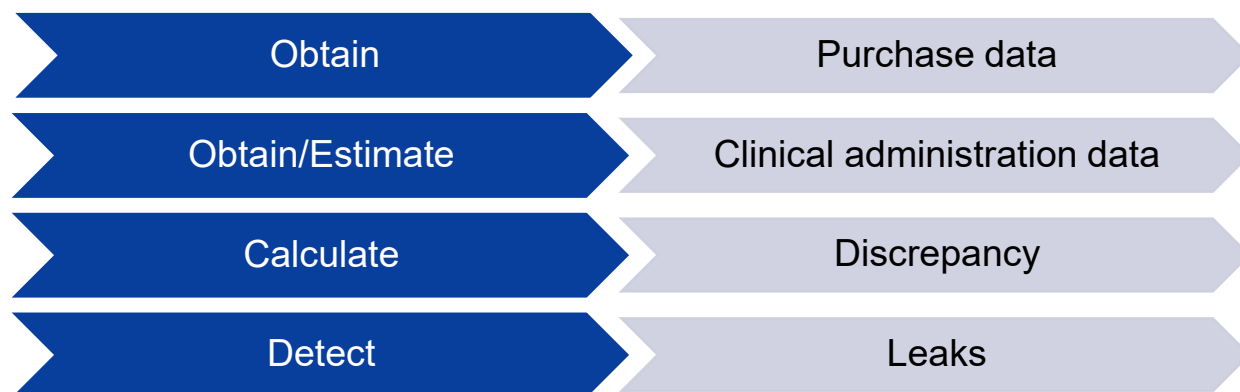 Obtain
Purchase data
Obtain/Estimate
Clinical administration data
Calculate
Discrepancy
Detect
Leaks